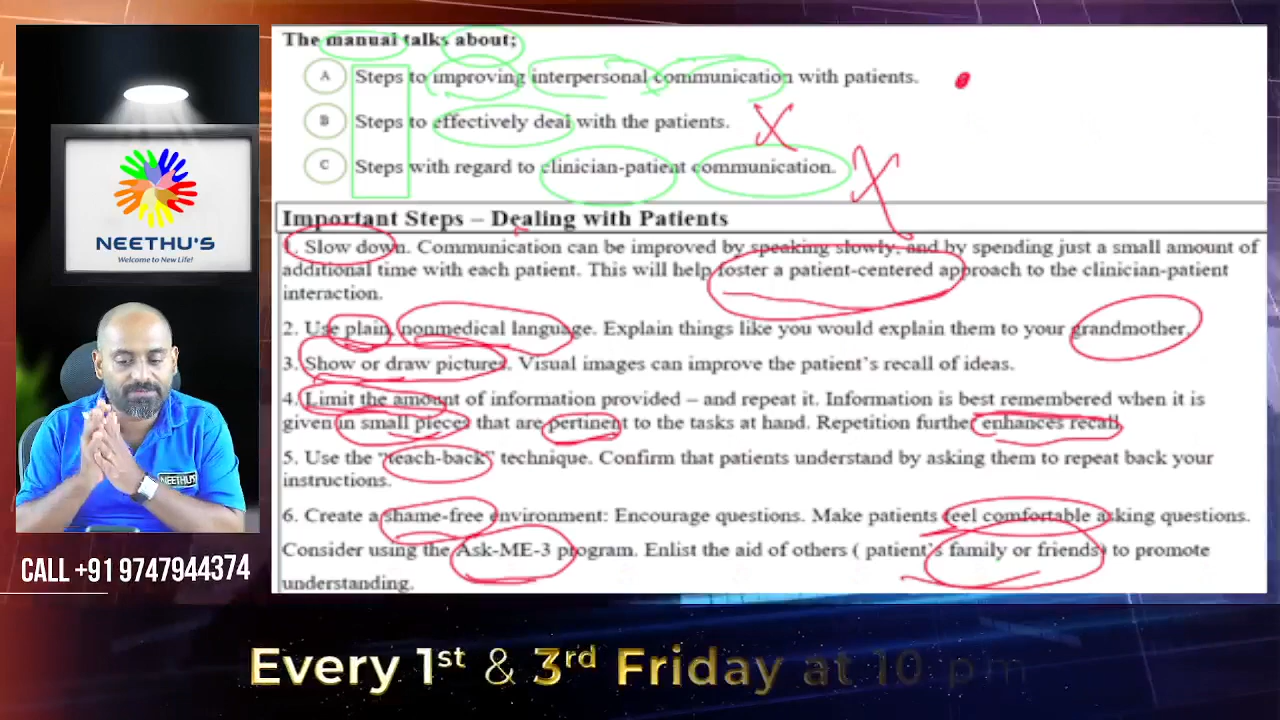 The manual talks about;
A Steps to improving interpersonal communication with patients.
B Steps to effectively deal with the patients.
C Steps with regard to clinician-patient communication.
Important Steps – Dealing with Patients
1. Slow down. Communication can be improved by speaking slowly, and by spending just a small amount of
additional time with each patient. This will help foster a patient-centered approach to the clinician-patient
interaction.
2. Use plain, nonmedical language. Explain things like you would explain them to your grandmother.
3. Show or draw pictures. Visual images can improve the patient's recall of ideas.
4. Limit the amount of information provided – and repeat it. Information is best remembered when it is
given in small pieces that are pertinent to the tasks at hand. Repetition further enhances recall.
5. Use the "teach-back" technique. Confirm that patients understand by asking them to repeat back your
instructions.
6. Create a shame-free environment: Encourage questions. Make patients feel comfortable asking questions.
Consider using the Ask-ME-3 program. Enlist the aid of others ( patient's family or friends) to promote
understanding.
NEETHU'S
Welcome to New Life!
NEETHU'S
CALL +91 9747944374
Every 1st & 3rd Friday at 10 pm